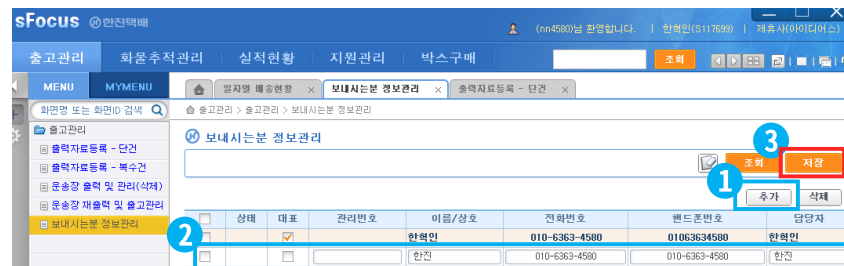 sFocus 한진택배
(nn4580)님 환영합니다. | 한혁인(S117699) | 제휴사(아이디어스)
출고관리 화물추적관리 실적현황 지원관리 박스구매 조회
MENU MYMENU 일자별 배송현황 × 보내시는분 정보관리 × 출력자료등록 - 단건 ×
화면명 또는 화면ID 검색
출고관리 > 출고관리 > 보내시는분 정보관리
출고관리
보내시는분 정보관리
출력자료등록 - 단건
출력자료등록 - 복수건
운송장 출력 및 관리(삭제)
운송장 재출력 및 출고관리
보내시는분 정보관리
3
조회 저장
1
추가 삭제
상태 대표 관리번호 이름/상호 전화번호 핸드폰번호 담당자
2
한혁인 010-6363-4580 01063634580 한혁인
한진 010-6363-4580 010-6363-4580 한진